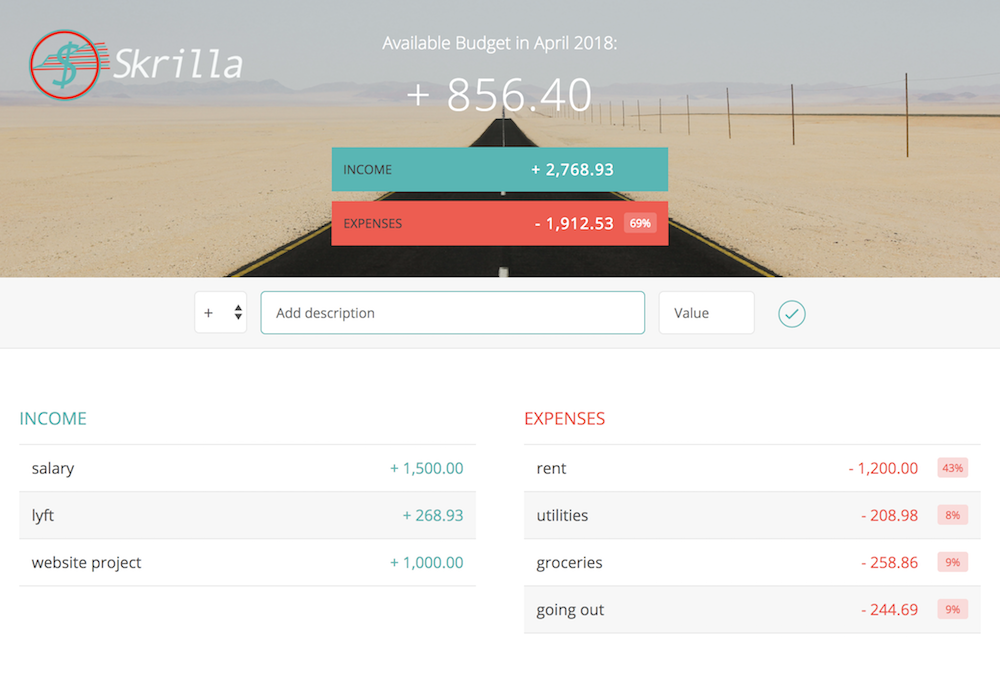 $ Skrilla
Available Budget in April 2018:
+ 856.40
INCOME + 2,768.93
EXPENSES - 1,912.53 69%
+ Add description Value
INCOME
salary + 1,500.00
lyft + 268.93
website project + 1,000.00
EXPENSES
rent - 1,200.00 43%
utilities - 208.98 8%
groceries - 258.86 9%
going out - 244.69 9%